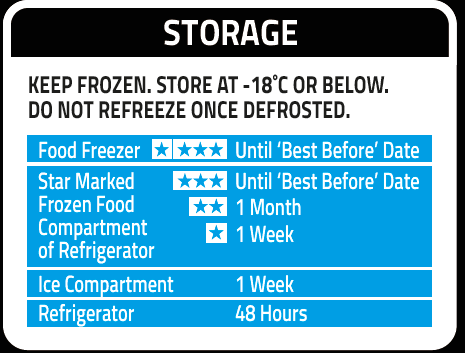 STORAGE
KEEP FROZEN. STORE AT -18°C OR BELOW.
DO NOT REFREEZE ONCE DEFROSTED.
Food Freezer ★ ★★★ Until ‘Best Before’ Date
Star Marked ★★★ Until ‘Best Before’ Date
Frozen Food ★★ 1 Month
Compartment ★ 1 Week
of Refrigerator
Ice Compartment 1 Week
Refrigerator 48 Hours